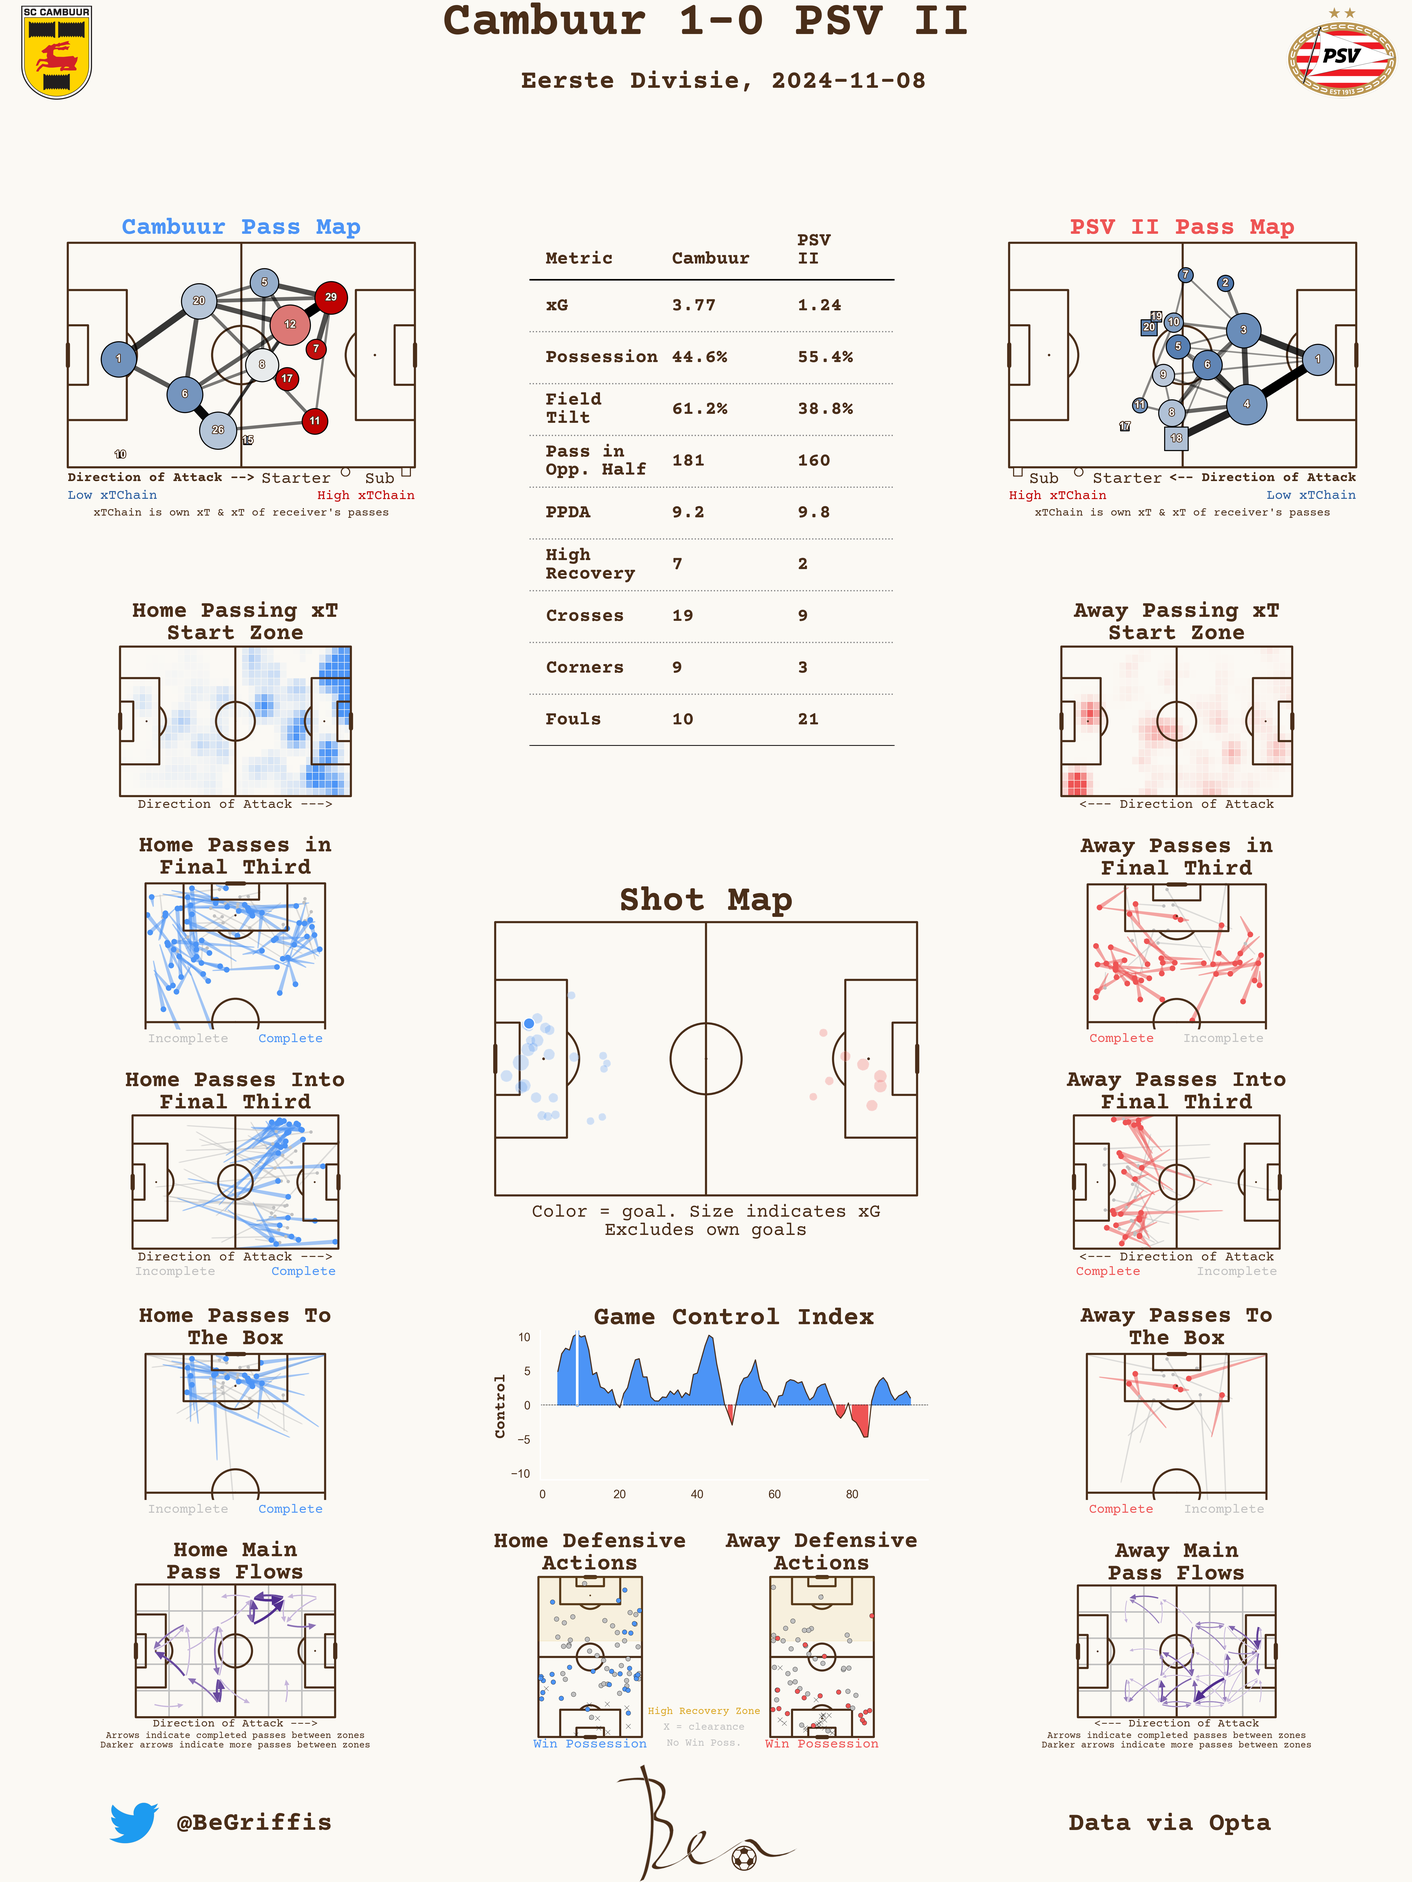 Cambuur 1-0 PSV II
Eerste Divisie, 2024-11-08
SC CAMBUUR
PSV
EST 1913
Cambuur Pass Map
1
20
6
26
5
29
12
8
7
17
11
15
10
Direction of Attack --> Starter Sub
Low xTChain High xTChain
xTChain is own xT & xT of receiver's passes
Metric Cambuur PSV II
xG 3.77 1.24
Possession 44.6% 55.4%
Field Tilt 61.2% 38.8%
Pass in Opp. Half 181 160
PPDA 9.2 9.8
High Recovery 7 2
Crosses 19 9
Corners 9 3
Fouls 10 21
PSV II Pass Map
7
2
19
20
10
3
5
1
6
9
11
8
4
17
18
Sub Starter <-- Direction of Attack
High xTChain Low xTChain
xTChain is own xT & xT of receiver's passes
Home Passing xT
Start Zone
Direction of Attack --->
Away Passing xT
Start Zone
<--- Direction of Attack
Home Passes in
Final Third
Incomplete Complete
Away Passes in
Final Third
Complete Incomplete
Shot Map
Color = goal. Size indicates xG
Excludes own goals
Home Passes Into
Final Third
Direction of Attack --->
Incomplete Complete
Away Passes Into
Final Third
<--- Direction of Attack
Complete Incomplete
Home Passes To
The Box
Incomplete Complete
Game Control Index
Control
10
5
0
−5
−10
0 20 40 60 80
Away Passes To
The Box
Complete Incomplete
Home Main
Pass Flows
Direction of Attack --->
Arrows indicate completed passes between zones
Darker arrows indicate more passes between zones
Home Defensive
Actions
Win Possession
High Recovery Zone
X = clearance
No Win Poss.
Away Defensive
Actions
Win Possession
Away Main
Pass Flows
<--- Direction of Attack
Arrows indicate completed passes between zones
Darker arrows indicate more passes between zones
@BeGriffis
Ben
Data via Opta